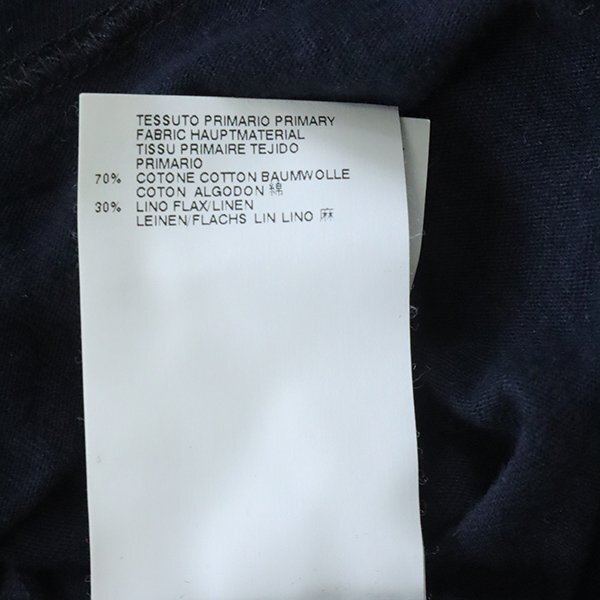 TESSUTO PRIMARIO PRIMARY
FABRIC HAUPTMATERIAL
TISSU PRIMAIRE TEJIDO
PRIMARIO
70% COTONE COTTON BAUMWOLLE
COTON ALGODON 綿
30% LINO FLAX/LINEN
LEINEN/FLACHS LIN LINO 麻